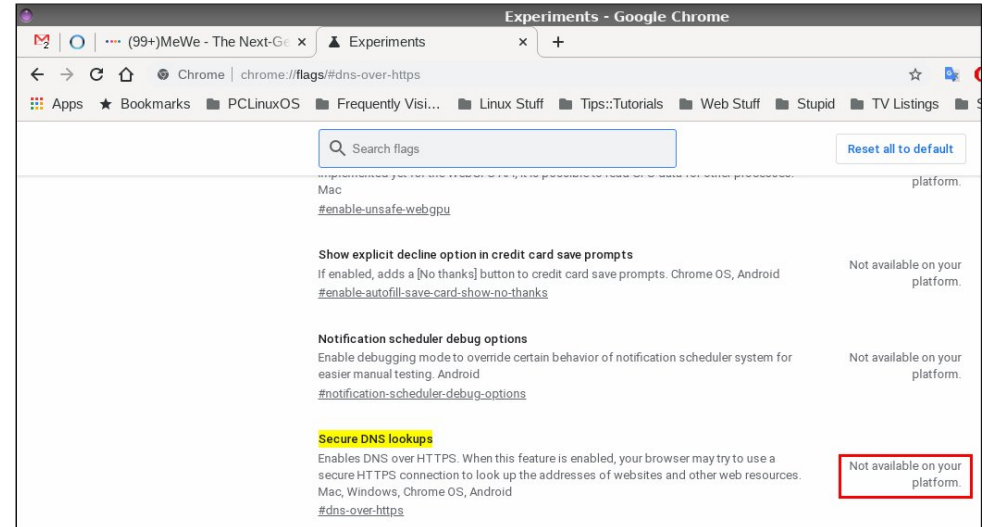 Experiments - Google Chrome
(99+)MeWe - The Next-Ge
Experiments
Chrome | chrome://flags/#dns-over-https
Apps Bookmarks PCLinuxOS Frequently Visi... Linux Stuff Tips::Tutorials Web Stuff Stupid TV Listings
Search flags
Reset all to default
Mac
platform.
#enable-unsafe-webgpu
Show explicit decline option in credit card save prompts
If enabled, adds a [No thanks] button to credit card save prompts. Chrome OS, Android
#enable-autofill-save-card-show-no-thanks
Not available on your
platform.
Notification scheduler debug options
Enable debugging mode to override certain behavior of notification scheduler system for
easier manual testing. Android
#notification-scheduler-debug-options
Not available on your
platform.
Secure DNS lookups
Enables DNS over HTTPS. When this feature is enabled, your browser may try to use a
secure HTTPS connection to look up the addresses of websites and other web resources.
Mac, Windows, Chrome OS, Android
#dns-over-https
Not available on your
platform.